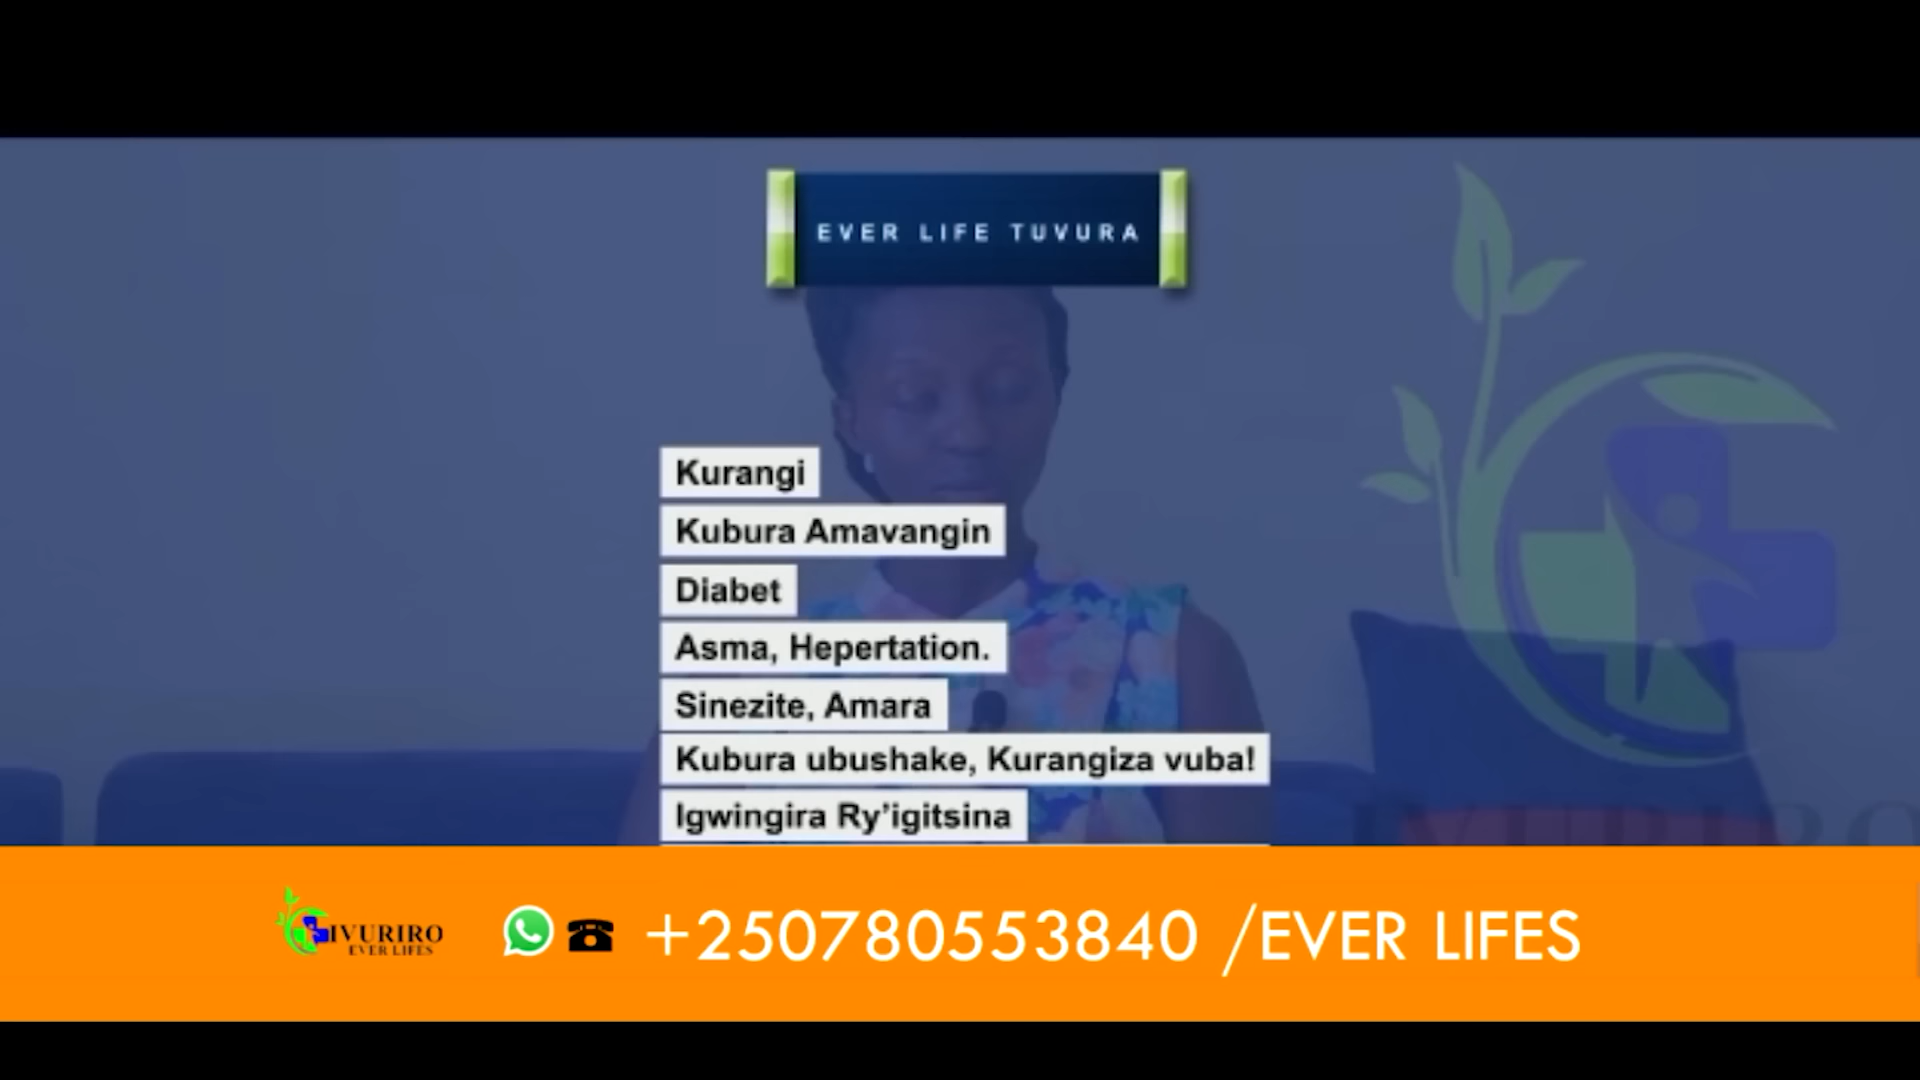 EVER LIFE TUVURA
Kurangi
Kubura Amavangin
Diabet
Asma, Hepertation.
Sinezite, Amara
Kubura ubushake, Kurangiza vuba!
Igwingira Ry'igitsina
IVURIRO
IVURIRO
EVER LIFES
+250780553840 /EVER LIFES